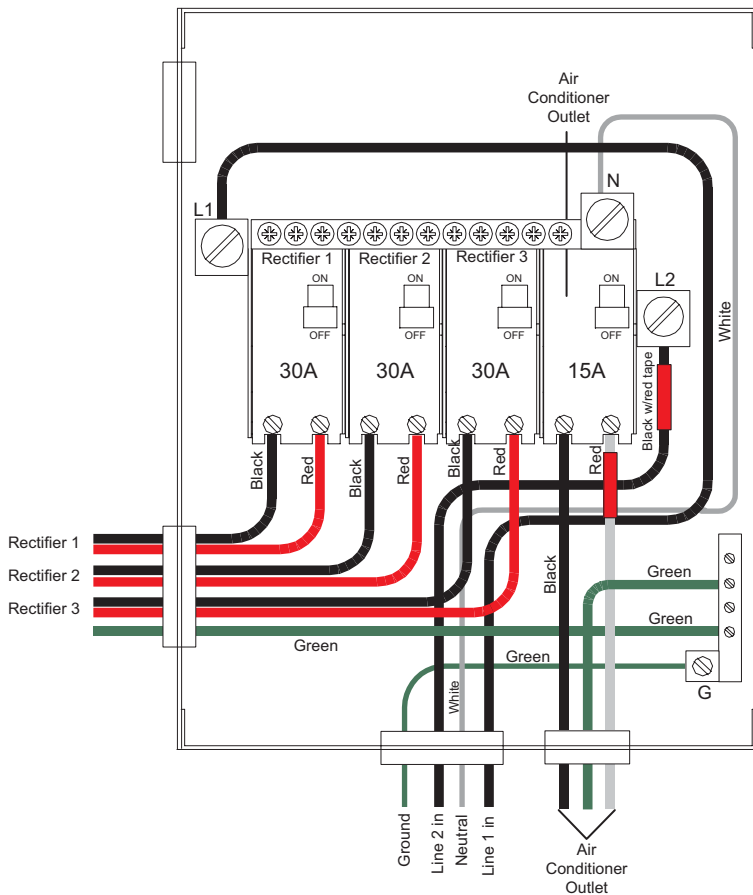 Air
Conditioner
Outlet
N
L1
L2
Rectifier 1
Rectifier 2
Rectifier 3
ON
ON
ON
ON
OFF
OFF
OFF
OFF
30A
30A
30A
15A
White
Black w/red tape
Black
Red
Black
Red
Black
Red
Red
Rectifier 1
Rectifier 2
Rectifier 3
Black
Green
Green
Green
Green
White
G
Ground
Line 2 in
Neutral
Line 1 in
Air
Conditioner
Outlet